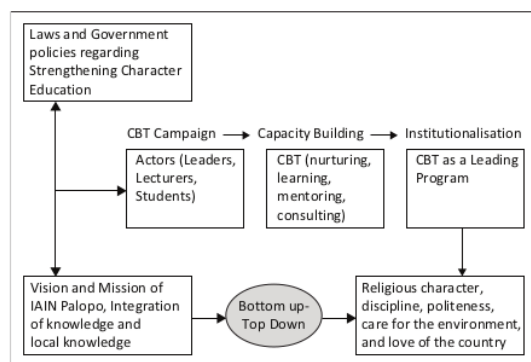 Laws and Government
policies regarding
Strengthening Character
Education
CBT Campaign
Capacity Building
Institutionalisation
Actors (Leaders,
Lecturers,
Students)
CBT (nurturing,
learning,
mentoring,
consulting)
CBT as a Leading
Program
Vision and Mission of
IAIN Palopo, Integration
of knowledge and
local knowledge
Bottom up-
Top Down
Religious character,
discipline, politeness,
care for the environment,
and love of the country